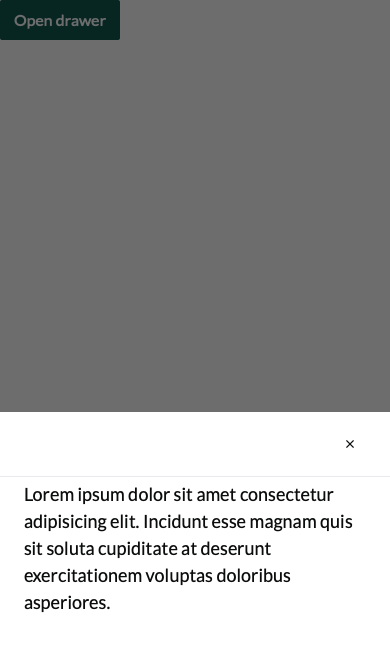 Open drawer
×
Lorem ipsum dolor sit amet consectetur
adipisicing elit. Incidunt esse magnam quis
sit soluta cupiditate at deserunt
exercitationem voluptas doloribus
asperiores.